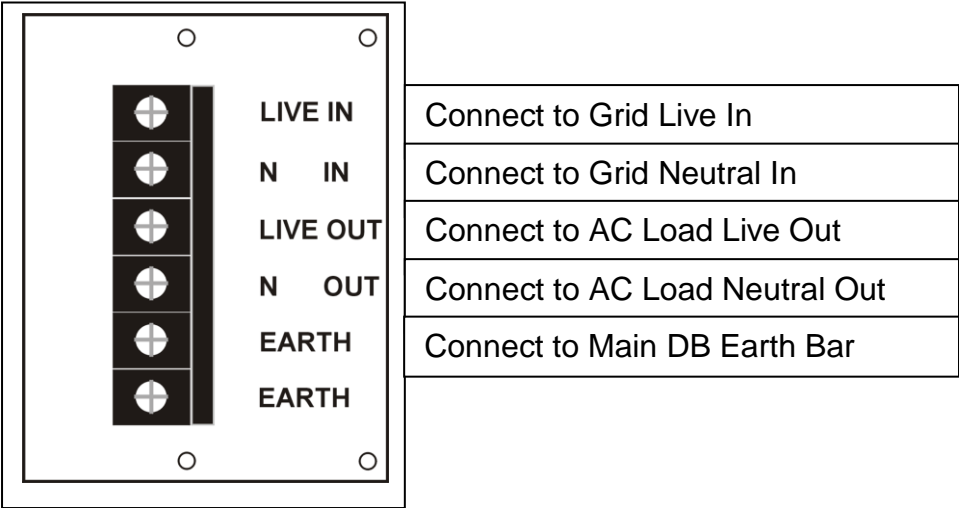 LIVE IN Connect to Grid Live In
N IN Connect to Grid Neutral In
LIVE OUT Connect to AC Load Live Out
N OUT Connect to AC Load Neutral Out
EARTH Connect to Main DB Earth Bar
EARTH